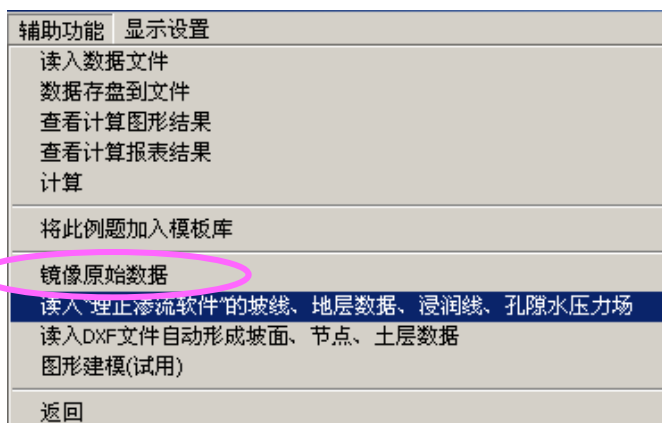 辅助功能 显示设置
读入数据文件
数据存盘到文件
查看计算图形结果
查看计算报表结果
计算
将此例题加入模板库
镜像原始数据
读入"理正渗流软件"的坡线、地层数据、浸润线、孔隙水压力场
读入DXF文件自动形成坡面、节点、土层数据
图形建模(试用)
返回